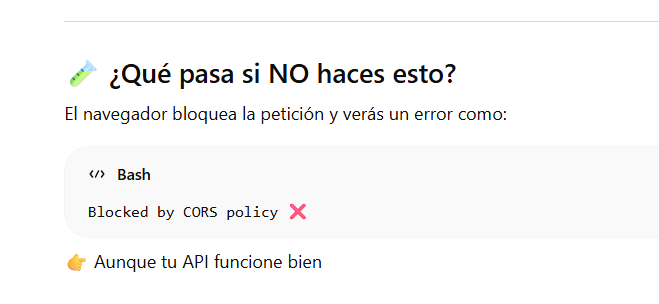 🧪 ¿Qué pasa si NO haces esto?
El navegador bloquea la petición y verás un error como:
</> Bash
Blocked by CORS policy ❌
👉 Aunque tu API funcione bien